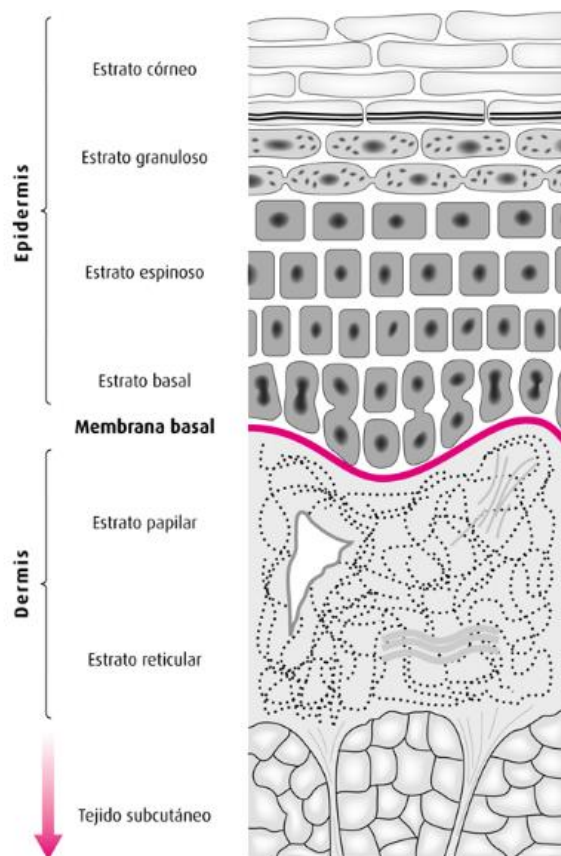 Epidermis
Estrato córneo
Estrato granuloso
Estrato espinoso
Estrato basal
Membrana basal
Dermis
Estrato papilar
Estrato reticular
Tejido subcutáneo